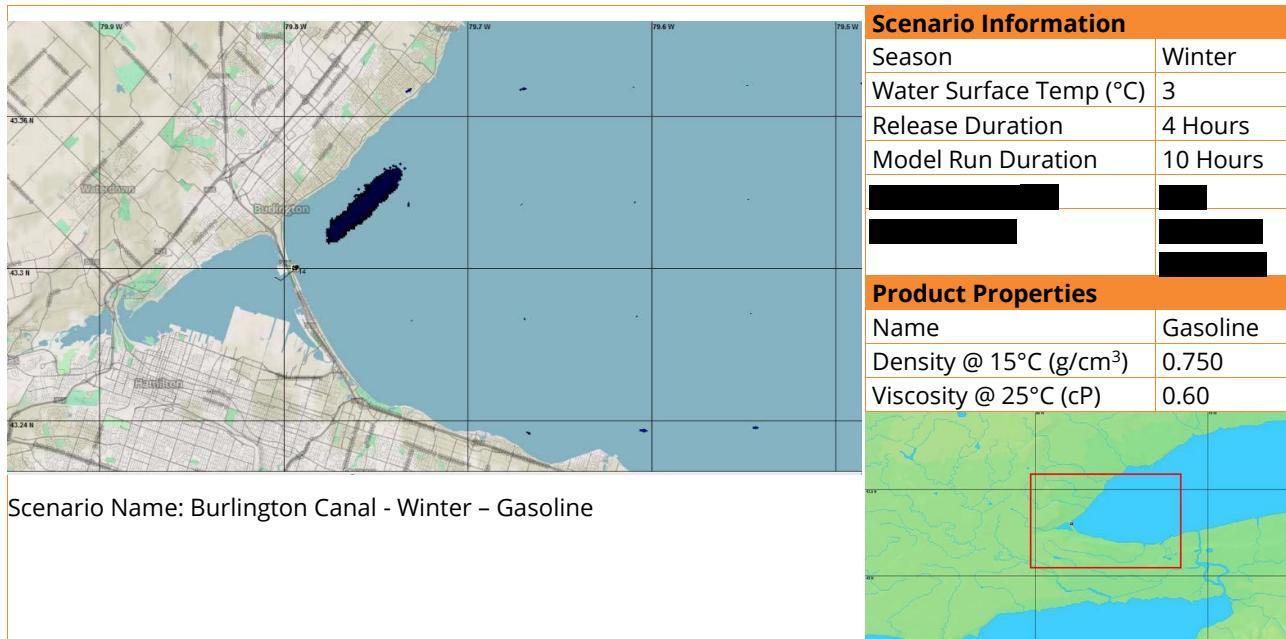 79.9 W 79.8 W 79.7 W 79.6 W 79.5 W
43.36 N
Waterdown
Burlington
43.3 N
14
Hamilton
43.24 N
Scenario Name: Burlington Canal - Winter – Gasoline
Scenario Information
Season Winter
Water Surface Temp (°C) 3
Release Duration 4 Hours
Model Run Duration 10 Hours
Product Properties
Name Gasoline
Density @ 15°C (g/cm³) 0.750
Viscosity @ 25°C (cP) 0.60